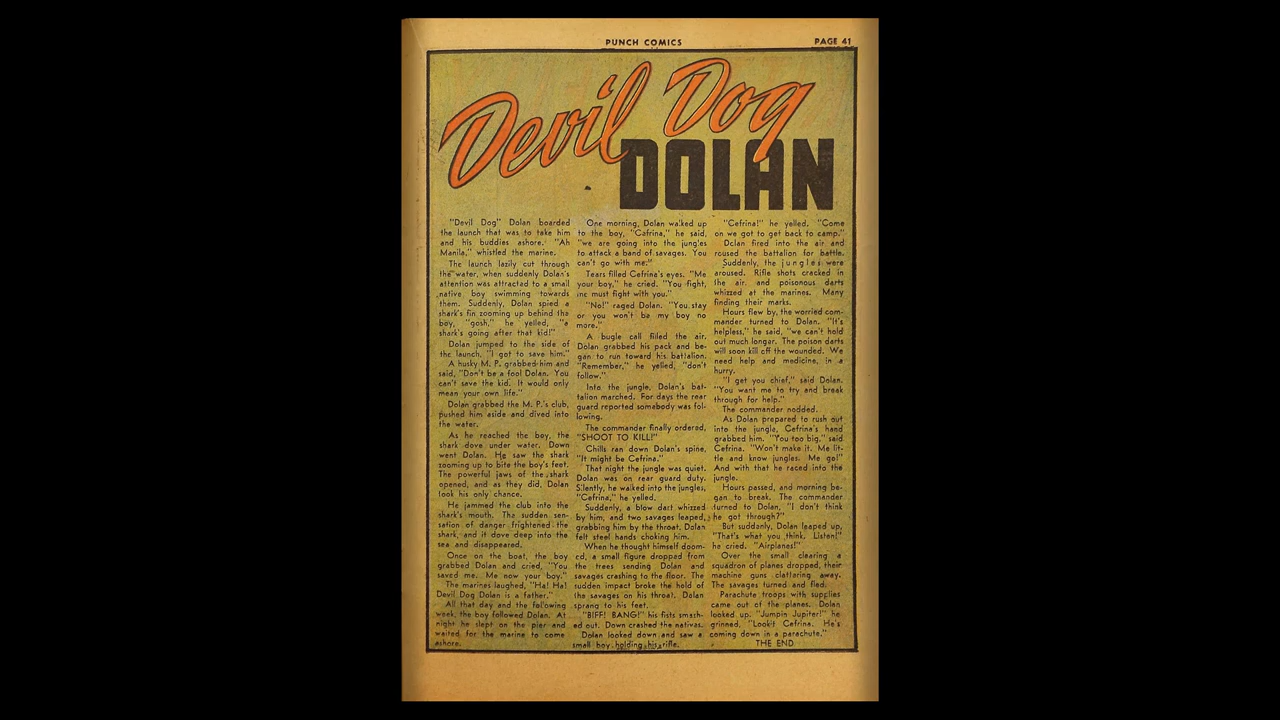 PUNCH COMICS
PAGE 41
Devil Dog
DOLAN
"Devil Dog" Dolan boarded
the launch that was to take him
and his buddies ashore. "Ah
Manila," whistled the marine.
The launch lazily cut through
the water, when suddenly Dolan's
attention was attracted to a small
native boy swimming towards
them. Suddenly, Dolan spied a
shark's fin zooming up behind the
boy, "gosh," he yelled, "a
shark's going after that kid!"
Dolan jumped to the side of
the launch, "I got to save him."
A husky M. P. grabbed him and
said, "Don't be a fool Dolan. You
can't save the kid. It would only
mean your own life."
Dolan grabbed the M. P.'s club,
pushed him aside and dived into
the water.
As he reached the boy, the
shark dove under water. Down
went Dolan. He saw the shark
zooming up to bite the boy's feet.
The powerful jaws of the shark
opened, and as they did, Dolan
took his only chance.
He jammed the club into the
shark's mouth. The sudden sen-
sation of danger frightened the
shark, and it dove deep into the
sea and disappeared.
Once on the boat, the boy
grabbed Dolan and cried, "You
saved me. Me now your boy."
The marines laughed, "Ha! Ha!
Devil Dog Dolan is a father."
All that day and the following
week, the boy followed Dolan. At
night he slept on the pier and
waited for the marine to come
ashore.
One morning, Dolan walked up
to the boy, "Cefrina," he said,
"we are going into the jungles
to attack a band of savages. You
can't go with me."
Tears filled Cefrina's eyes. "Me
your boy," he cried. "You fight,
me must fight with you."
"No!" raged Dolan. "You stay
or you won't be my boy no
more."
A bugle call filled the air.
Dolan grabbed his pack and be-
gan to run toward his battalion.
"Remember," he yelled, "don't
follow."
Into the jungle, Dolan's bat-
talion marched. For days the rear
guard reported somebody was fol-
lowing.
The commander finally ordered,
"SHOOT TO KILL!"
Chills ran down Dolan's spine,
"It might be Cefrina."
That night the jungle was quiet.
Dolan was on rear guard duty.
Silently, he walked into the jungles,
"Cefrina," he yelled.
Suddenly, a blow dart whizzed
by him, and two savages leaped,
grabbing him by the throat. Dolan
felt steel hands choking him.
When he thought himself doom-
ed, a small figure dropped from
the trees sending Dolan and
savages crashing to the floor. The
sudden impact broke the hold of
the savages on his throat. Dolan
sprang to his feet.
"BIFF! BANG!" his fists smash-
ed out. Down crashed the natives.
Dolan looked down and saw a
small boy holding his rifle.
"Cefrina!" he yelled. "Come
on we got to get back to camp."
Dolan fired into the air and
roused the battalion for battle.
Suddenly, the jungles were
aroused. Rifle shots cracked in
the air. and poisonous darts
whizzed at the marines. Many
finding their marks.
Hours flew by, the worried com-
mander turned to Dolan. "It's
helpless," he said, "we can't hold
out much longer. The poison darts
will soon kill off the wounded. We
need help and medicine, in a
hurry.
"I get you chief," said Dolan.
"You want me to try and break
through for help."
The commander nodded.
As Dolan prepared to rush out
into the jungle, Cefrina's hand
grabbed him. "You too big," said
Cefrina. "Won't make it. Me lit-
tle and know jungles. Me go!"
And with that he raced into the
jungle.
Hours passed, and morning be-
gan to break. The commander
turned to Dolan, "I don't think
he got through?"
But suddenly, Dolan leaped up,
"That's what you think. Listen!"
he cried. "Airplanes!"
Over the small clearing a
squadron of planes dropped, their
machine guns clattering away.
The savages turned and fled.
Parachute troops with supplies
came out of the planes. Dolan
looked up. "Jumpin Jupiter!" he
grinned, "Lookit Cefrina. He's
coming down in a parachute."
THE END